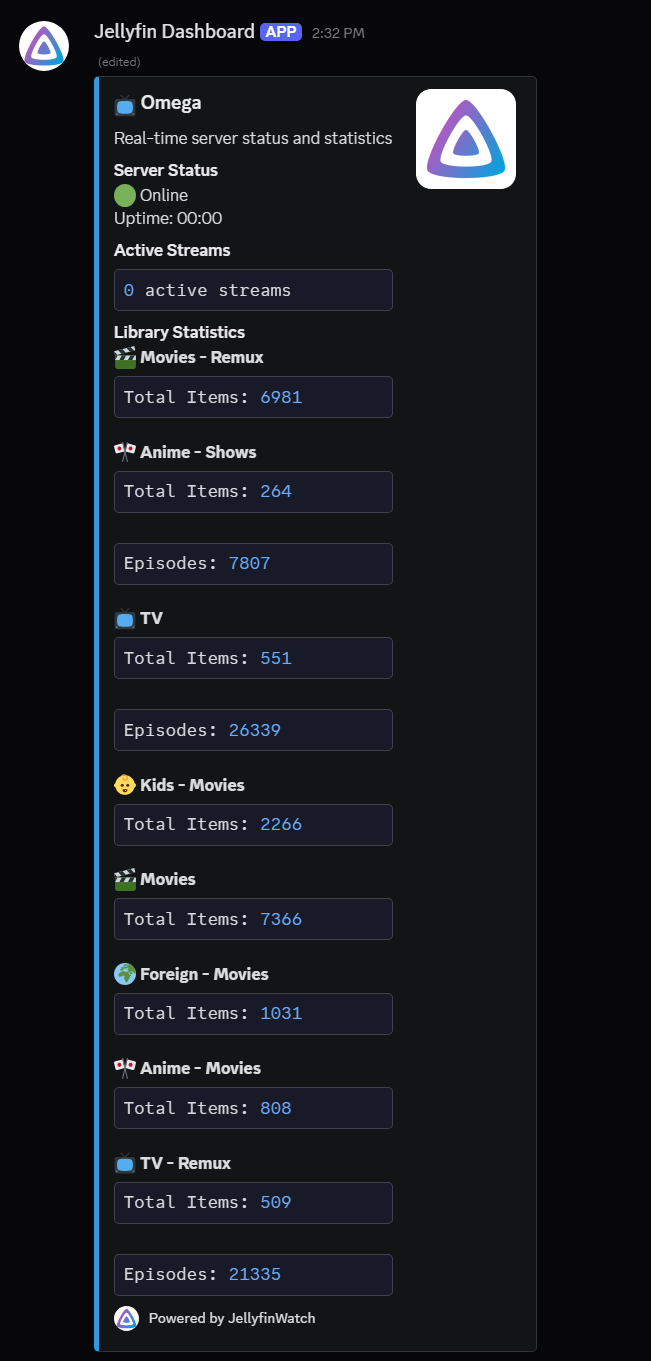 Jellyfin Dashboard APP 2:32 PM
(edited)
Omega
Real-time server status and statistics
Server Status
Online
Uptime: 00:00
Active Streams
0 active streams
Library Statistics
Movies - Remux
Total Items: 6981
Anime - Shows
Total Items: 264
Episodes: 7807
TV
Total Items: 551
Episodes: 26339
Kids - Movies
Total Items: 2266
Movies
Total Items: 7366
Foreign - Movies
Total Items: 1031
Anime - Movies
Total Items: 808
TV - Remux
Total Items: 509
Episodes: 21335
Powered by JellyfinWatch